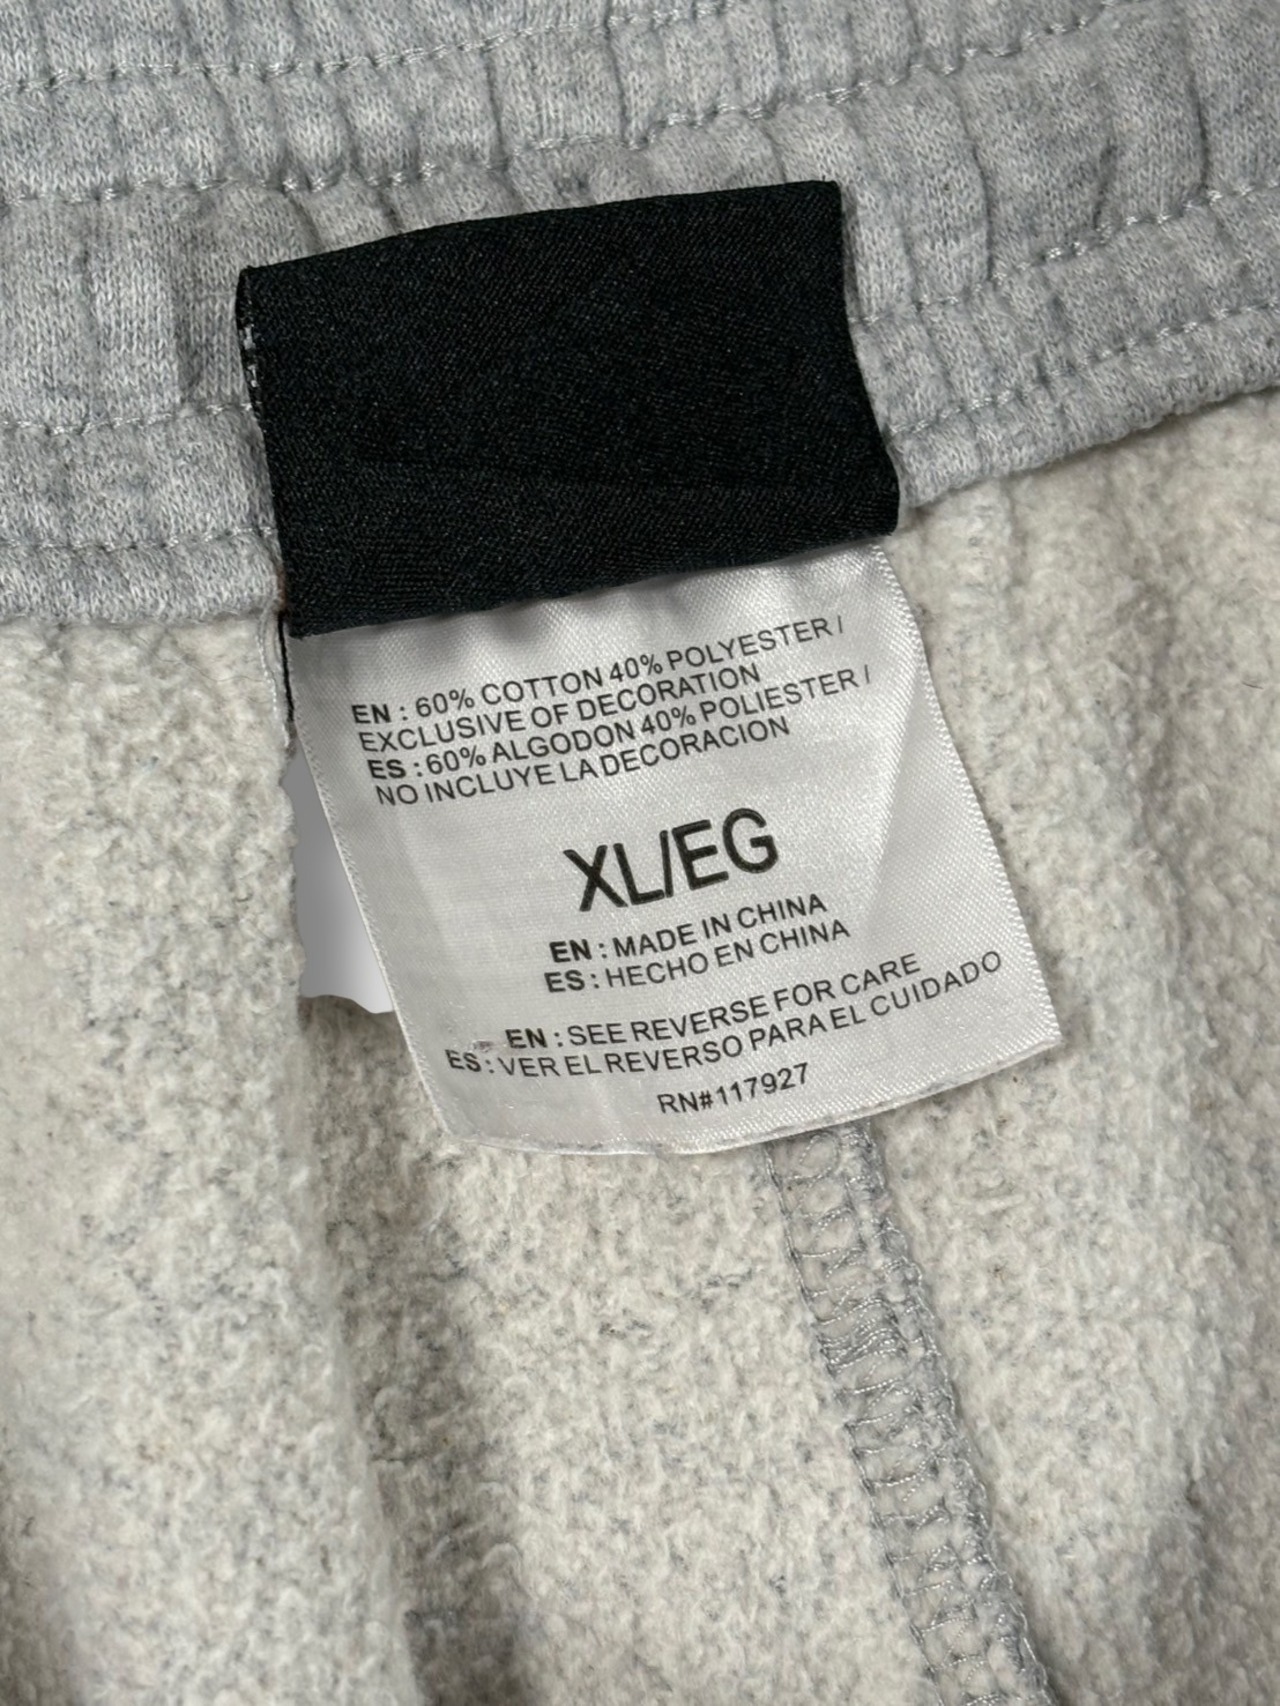 EN : 60% COTTON 40% POLYESTER /
EXCLUSIVE OF DECORATION
ES : 60% ALGODON 40% POLIESTER /
NO INCLUYE LA DECORACION
XL/EG
EN : MADE IN CHINA
ES : HECHO EN CHINA
EN : SEE REVERSE FOR CARE
ES : VER EL REVERSO PARA EL CUIDADO
RN#117927